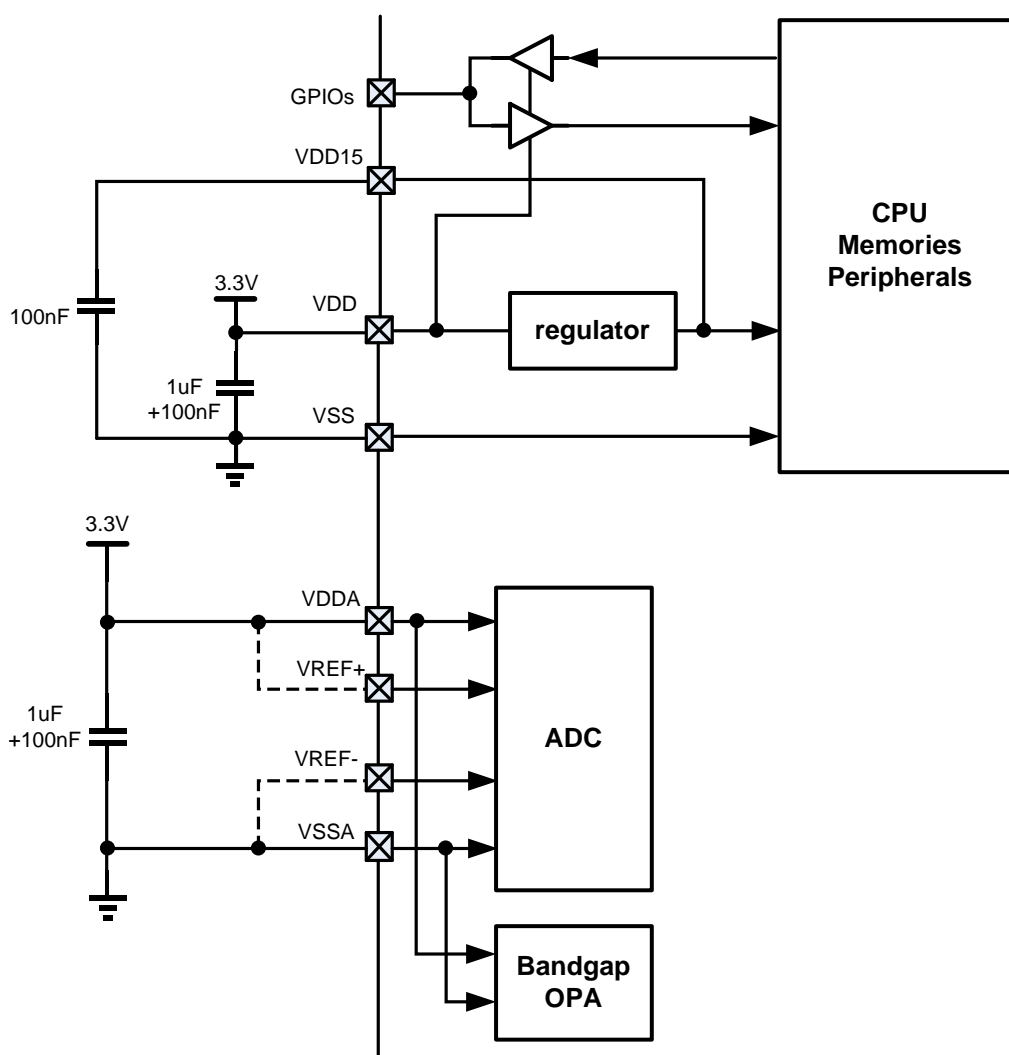 GPIOs
VDD15
CPU
Memories
Peripherals
3.3V
VDD
100nF
regulator
1uF
+100nF
VSS
3.3V
VDDA
VREF+
1uF
+100nF
ADC
VREF-
VSSA
Bandgap
OPA